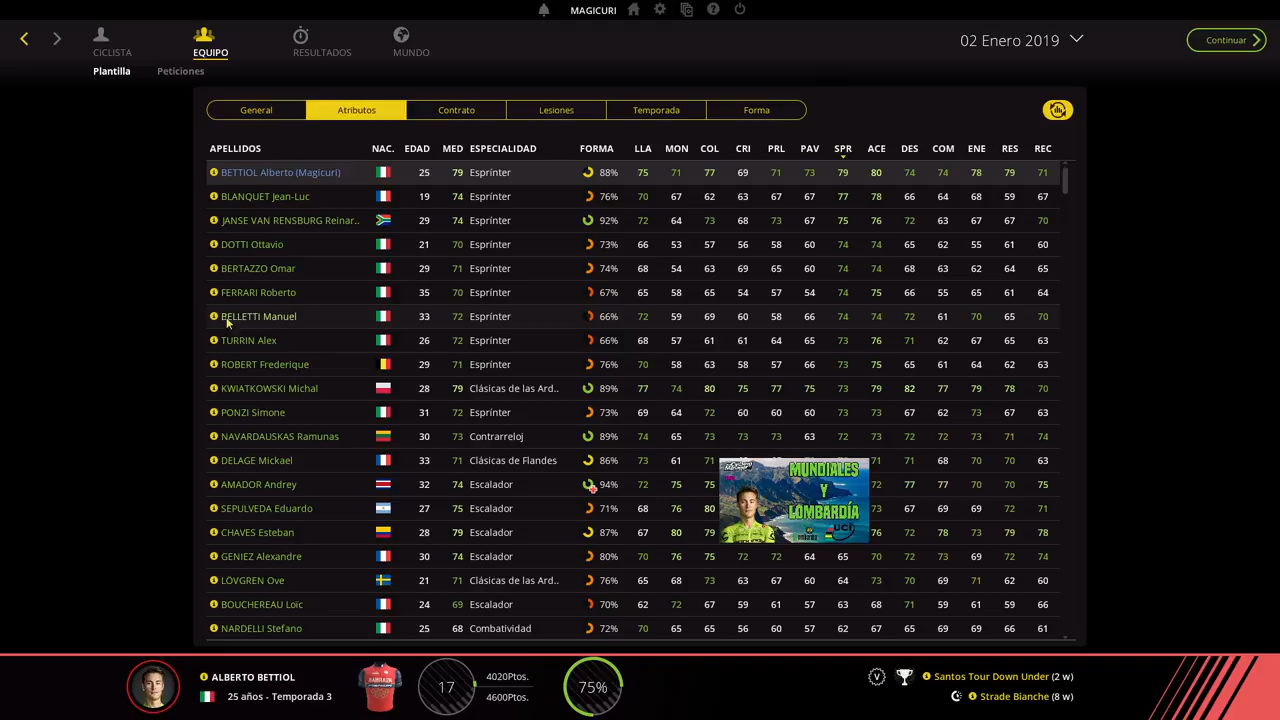 MAGICURI
CICLISTA EQUIPO RESULTADOS MUNDO
02 Enero 2019
Continuar
Plantilla Peticiones
General Atributos Contrato Lesiones Temporada Forma
APELLIDOS NAC. EDAD MED ESPECIALIDAD FORMA LLA MON COL CRI PRL PAV SPR ACE DES COM ENE RES REC
BETTIOL Alberto (Magicuri) 25 79 Esprínter 88% 75 71 77 69 71 73 79 80 74 74 78 79 71
BLANQUET Jean-Luc 19 74 Esprínter 76% 70 67 62 63 67 67 77 78 66 64 68 59 67
JANSE VAN RENSBURG Reinar.. 29 74 Esprínter 92% 72 64 73 68 73 67 75 76 72 63 67 67 70
DOTTI Ottavio 21 70 Esprínter 73% 66 53 57 56 58 60 74 74 65 62 55 61 60
BERTAZZO Omar 29 71 Esprínter 74% 68 54 63 69 65 60 74 74 68 63 62 64 65
FERRARI Roberto 35 70 Esprínter 67% 65 58 65 54 57 54 74 75 66 55 65 61 64
BELLETTI Manuel 33 72 Esprínter 66% 72 59 69 60 58 66 74 74 72 61 70 65 70
TURRIN Alex 26 72 Esprínter 66% 68 57 61 61 64 65 73 76 71 62 67 65 63
ROBERT Frederique 29 71 Esprínter 76% 70 58 61 58 57 66 73 75 65 61 64 62 63
KWIATKOWSKI Michal 28 79 Clásicas de las Ard.. 89% 77 74 80 75 77 75 73 79 82 77 79 78 70
PONZI Simone 31 72 Esprínter 73% 69 64 72 60 60 60 73 73 67 62 73 67 63
NAVARDAUSKAS Ramunas 30 73 Contrarreloj 89% 74 65 73 73 73 63 72 73 72 72 73 71 74
DELAGE Mickael 33 71 Clásicas de Flandes 86% 73 61 71 71 71 68 70 70 63
AMADOR Andrey 32 74 Escalador 94% 72 75 75 72 77 77 70 70 75
SEPULVEDA Eduardo 27 75 Escalador 71% 68 76 80 73 67 69 69 72 71
CHAVES Esteban 28 79 Escalador 87% 67 80 79 76 72 78 73 79 78
GENIEZ Alexandre 30 74 Escalador 80% 70 76 75 72 72 64 65 70 72 73 69 72 74
LÖVGREN Ove 21 71 Clásicas de las Ard.. 76% 65 68 73 63 67 60 64 73 70 69 71 62 60
BOUCHEREAU Loïc 24 69 Escalador 70% 62 72 67 59 61 57 63 68 71 59 61 59 66
NARDELLI Stefano 25 68 Combatividad 72% 70 65 65 56 60 57 62 67 65 69 69 66 61
MUNDIALES
Y
LOMBARDÍA
uci
ALBERTO BETTIOL
25 años - Temporada 3
BAHRAIN
17
4020Ptos.
4600Ptos.
75%
Santos Tour Down Under (2 w)
Strade Bianche (8 w)